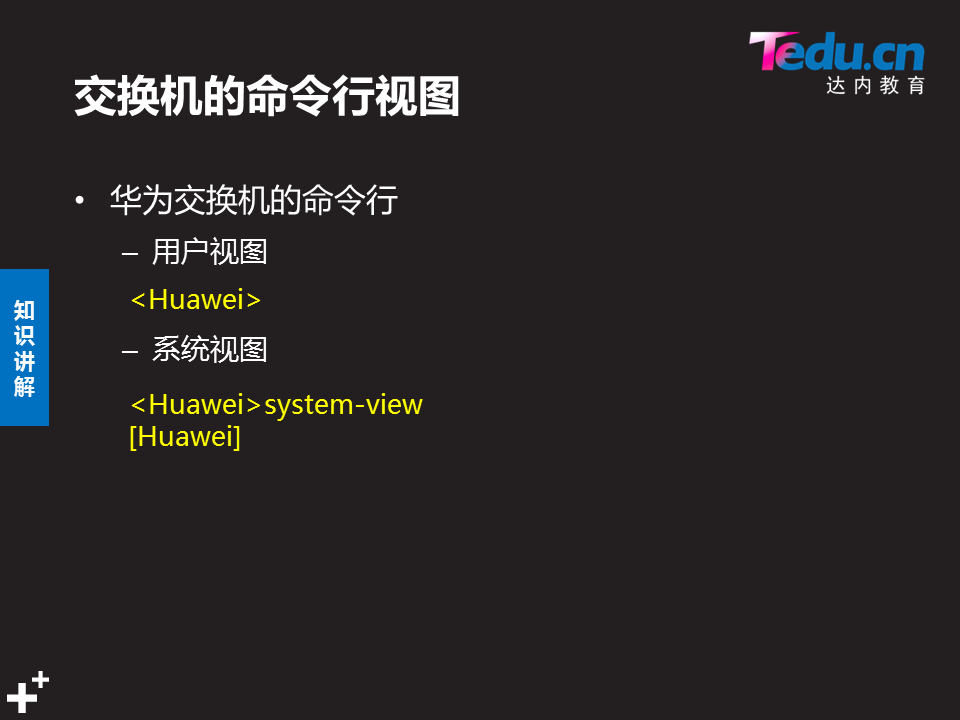 Tedu.cn
达内教育
交换机的命令行视图
• 华为交换机的命令行
– 用户视图
<Huawei>
– 系统视图
<Huawei>system-view
[Huawei]
知
识
讲
解